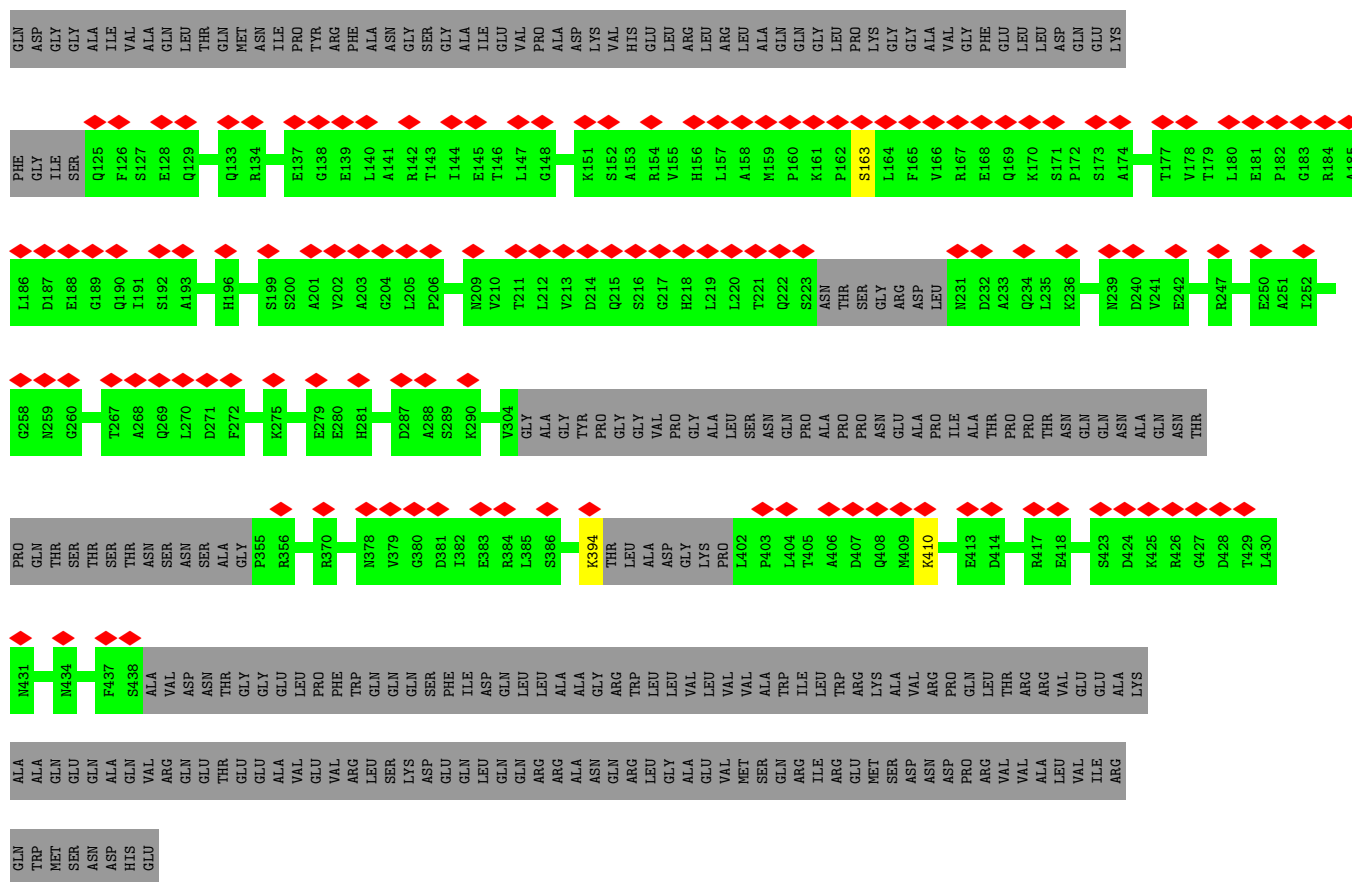 GLN ASP GLY GLY ALA ILE VAL ALA GLN LEU THR GLN MET ASN ILE PRO TYR ARG PHE ALA ASN GLY SER GLY ALA ILE GLU VAL PRO ALA ASP LYS VAL HIS GLU LEU ARG LEU ARG LEU ALA GLN GLN GLY LEU PRO LYS GLY GLY ALA VAL GLY PHE GLU LEU LEU ASP GLN GLU LYS
PHE GLY ILE SER Q125 F126 S127 E128 Q129 Q133 R134 E137 G138 E139 L140 A141 R142 T143 I144 E145 T146 L147 G148 K151 S152 A153 R154 V155 H156 L157 A158 M159 P160 K161 P162 S163 L164 F165 V166 R167 E168 Q169 K170 S171 P172 S173 A174 T177 V178 T179 L180 E181 P182 G183 R184 A185
L186 D187 E188 G189 Q190 I191 S192 A193 H196 S199 S200 A201 V202 A203 G204 L205 P206 N209 V210 T211 L212 V213 D214 Q215 S216 G217 H218 L219 L220 T221 Q222 S223 ASN THR SER GLY ARG ASP LEU N231 D232 A233 Q234 L235 K236 N239 D240 V241 E242 R247 E250 A251 I252
G258 N259 G260 T267 A268 Q269 L270 D271 F272 K275 E279 E280 H281 D287 A288 S289 K290 V304 GLY ALA GLY TYR PRO GLY GLY VAL PRO GLY ALA LEU SER ASN GLN PRO ALA PRO PRO ASN GLU ALA PRO ILE ALA THR PRO PRO THR ASN GLN GLN ASN ALA GLN ASN THR
PRO GLN THR SER THR SER THR ASN SER ASN SER ALA GLY P355 R356 R370 N378 V379 G380 D381 I382 E383 R384 L385 S386 K394 THR LEU ALA ASP GLY LYS PRO L402 P403 L404 T405 A406 D407 Q408 M409 K410 E413 D414 R417 E418 S423 D424 K425 R426 G427 D428 T429 L430
N431 N434 F437 S438 ALA VAL ASP ASN THR GLY GLY GLU LEU PRO PHE TRP GLN GLN GLN SER PHE ILE ASP GLN LEU LEU ALA ALA GLY ARG TRP LEU LEU VAL LEU VAL VAL ALA TRP ILE LEU TRP ARG LYS ALA VAL ARG PRO GLN LEU THR ARG ARG VAL GLU GLU ALA LYS
ALA ALA GLN GLU GLN ALA GLN VAL ARG GLN GLU THR GLU GLU ALA VAL GLU VAL ARG LEU SER LYS ASP GLU GLN LEU GLN GLN ARG ARG ALA ASN GLN ARG LEU GLY ALA GLU VAL MET SER GLN ARG ILE ARG GLU MET SER ASP ASN ASP PRO ARG VAL VAL ALA LEU VAL ILE ARG
GLN TRP MET SER ASN ASP HIS GLU